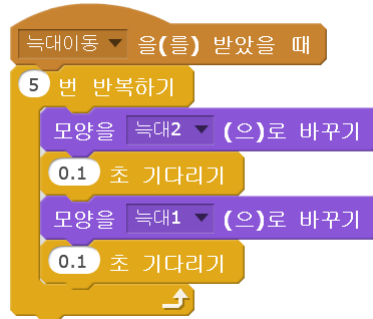 늑대이동 을(를) 받았을 때
5 번 반복하기
모양을 늑대2 (으)로 바꾸기
0.1 초 기다리기
모양을 늑대1 (으)로 바꾸기
0.1 초 기다리기